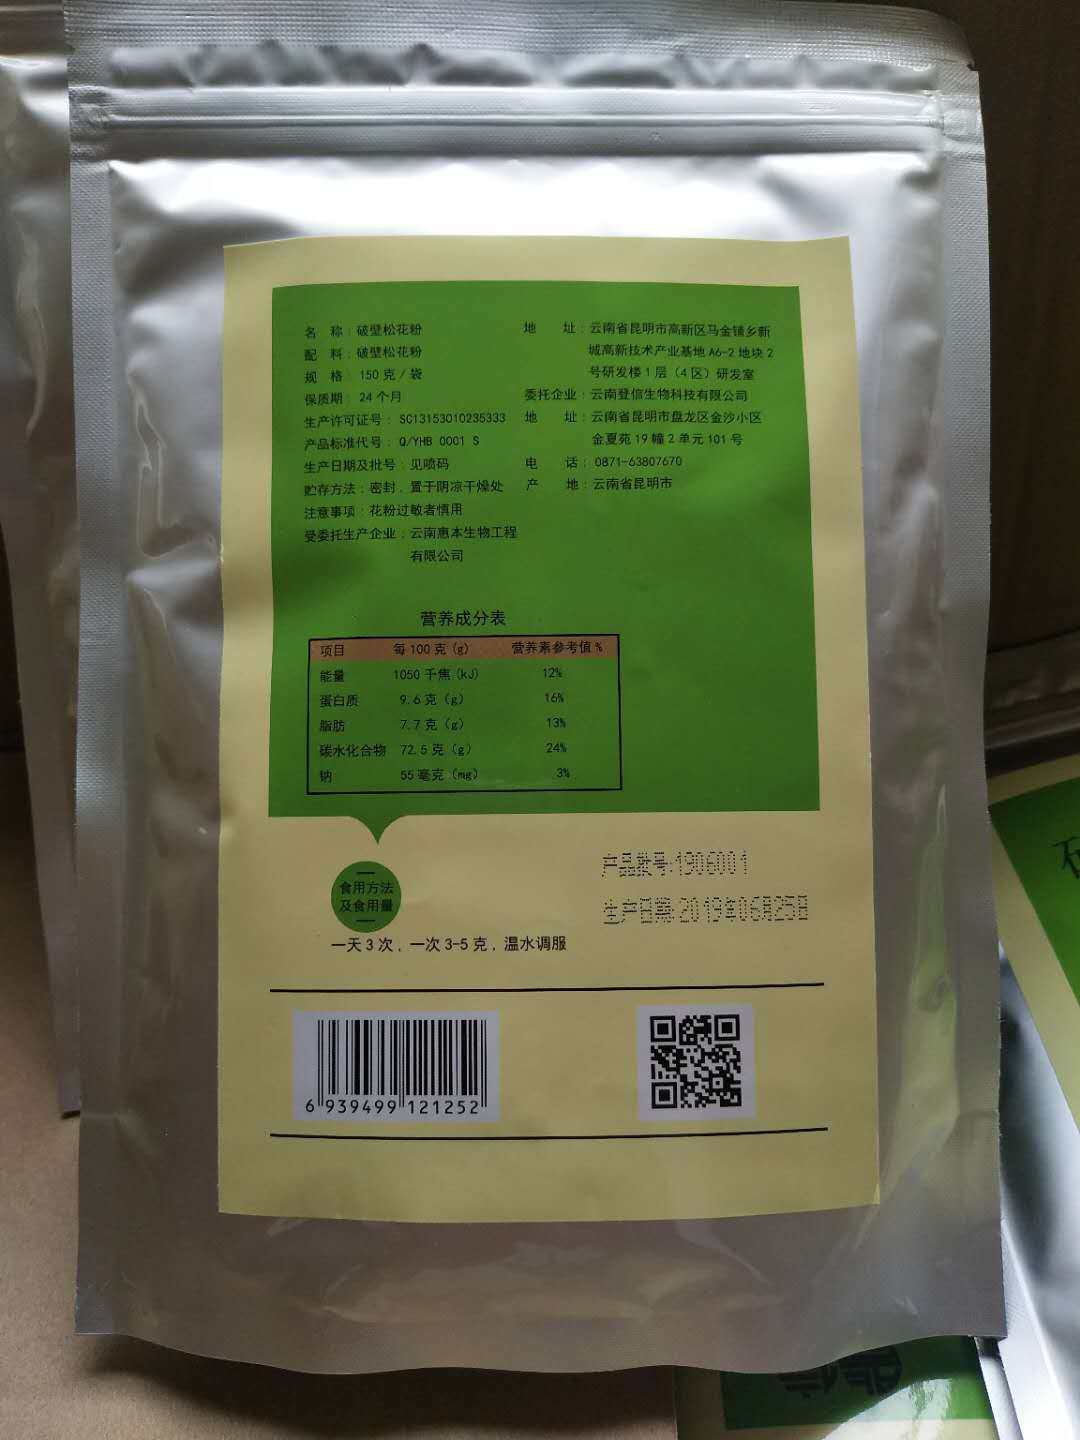 名 称：破壁松花粉
配 料：破壁松花粉
规 格：150克/袋
保质期：24个月
生产许可证号：SC13153010235333
产品标准代号：Q/YHB 0001 S
生产日期及批号：见喷码
贮存方法：密封，置于阴凉干燥处
注意事项：花粉过敏者慎用
受委托生产企业：云南惠本生物工程
有限公司
地 址：云南省昆明市高新区马金铺乡新
城高新技术产业基地A6-2地块2
号研发楼1层（4区）研发室
委托企业：云南登信生物科技有限公司
地 址：云南省昆明市盘龙区金沙小区
金夏苑19幢2单元101号
电 话：0871-63807670
产 地：云南省昆明市
营养成分表
项目 每100克(g) 营养素参考值%
能量 1050千焦(kJ) 12%
蛋白质 9.6克(g) 16%
脂肪 7.7克(g) 13%
碳水化合物 72.5克(g) 24%
钠 55毫克(mg) 3%
产品批号:1906001
生产日期:2019年06月25日
食用方法
及食用量
一天3次，一次3-5克，温水调服
6 939499 121252